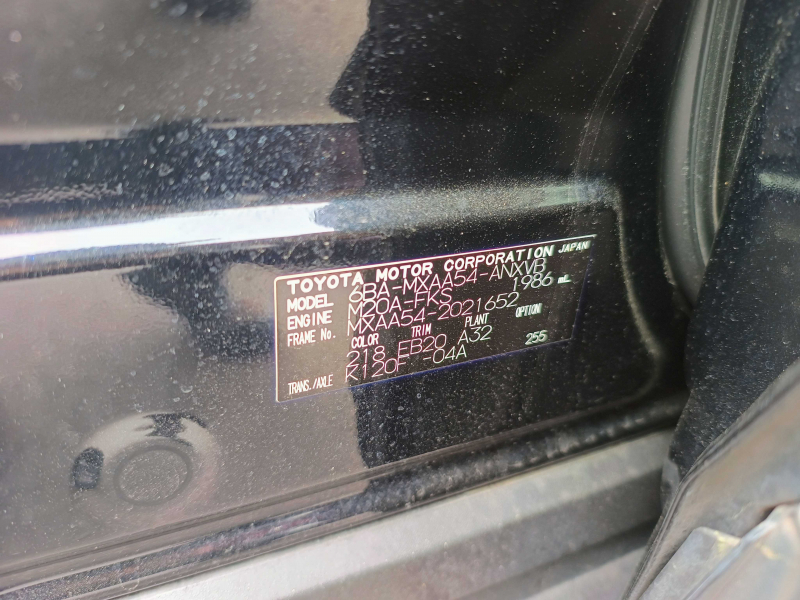 TOYOTA MOTOR CORPORATION JAPAN
MODEL 6BA-MXAA54-ANXVB
ENGINE M20A-FKS 1986 mL
FRAME No. MXAA54-2021652
COLOR TRIM PLANT OPTION
218 EB20 A32 255
TRANS./AXLE K120F -04A